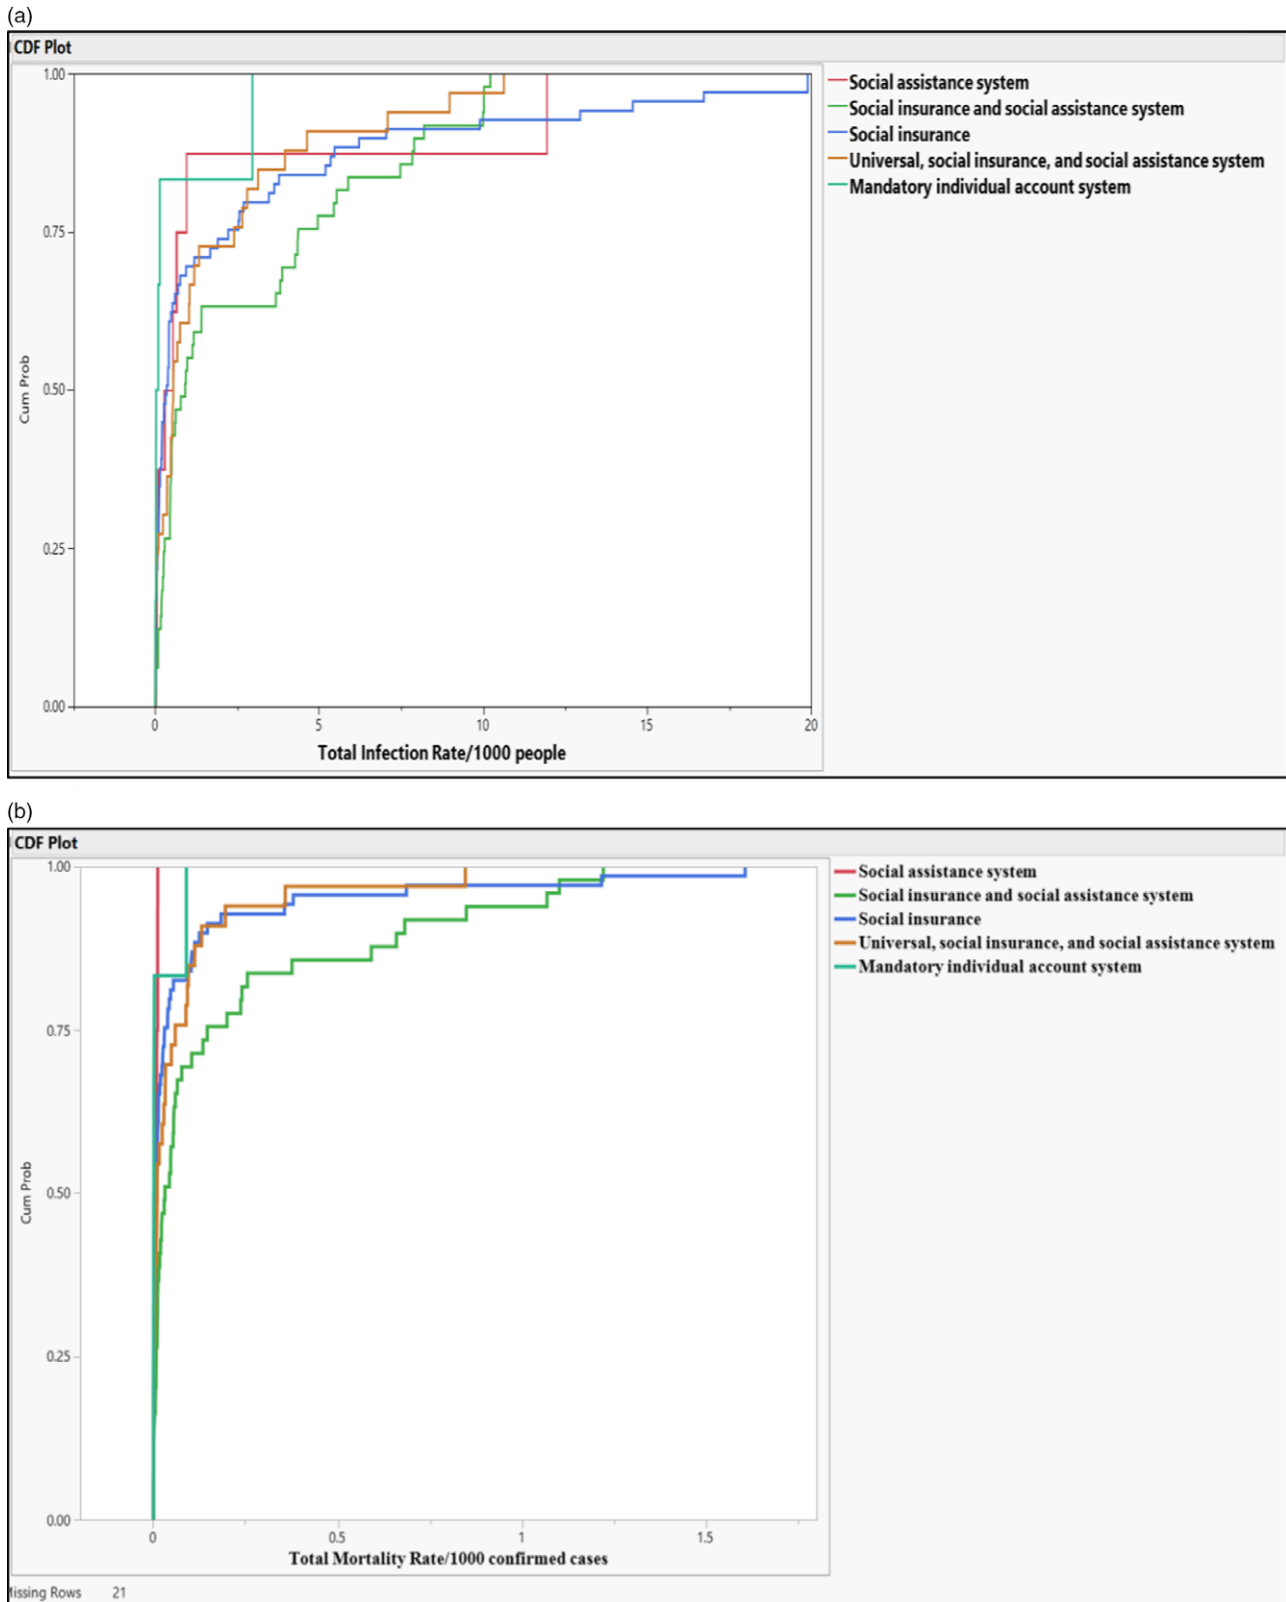 (a)
CDF Plot
1.00
0.75
0.50
0.25
0.00
Cum Prob
0
5
10
15
20
Total Infection Rate/1000 people
Social assistance system
Social insurance and social assistance system
Social insurance
Universal, social insurance, and social assistance system
Mandatory individual account system
(b)
CDF Plot
1.00
0.75
0.50
0.25
0.00
Cum Prob
0
0.5
1
1.5
Total Mortality Rate/1000 confirmed cases
Social assistance system
Social insurance and social assistance system
Social insurance
Universal, social insurance, and social assistance system
Mandatory individual account system
Missing Rows 21